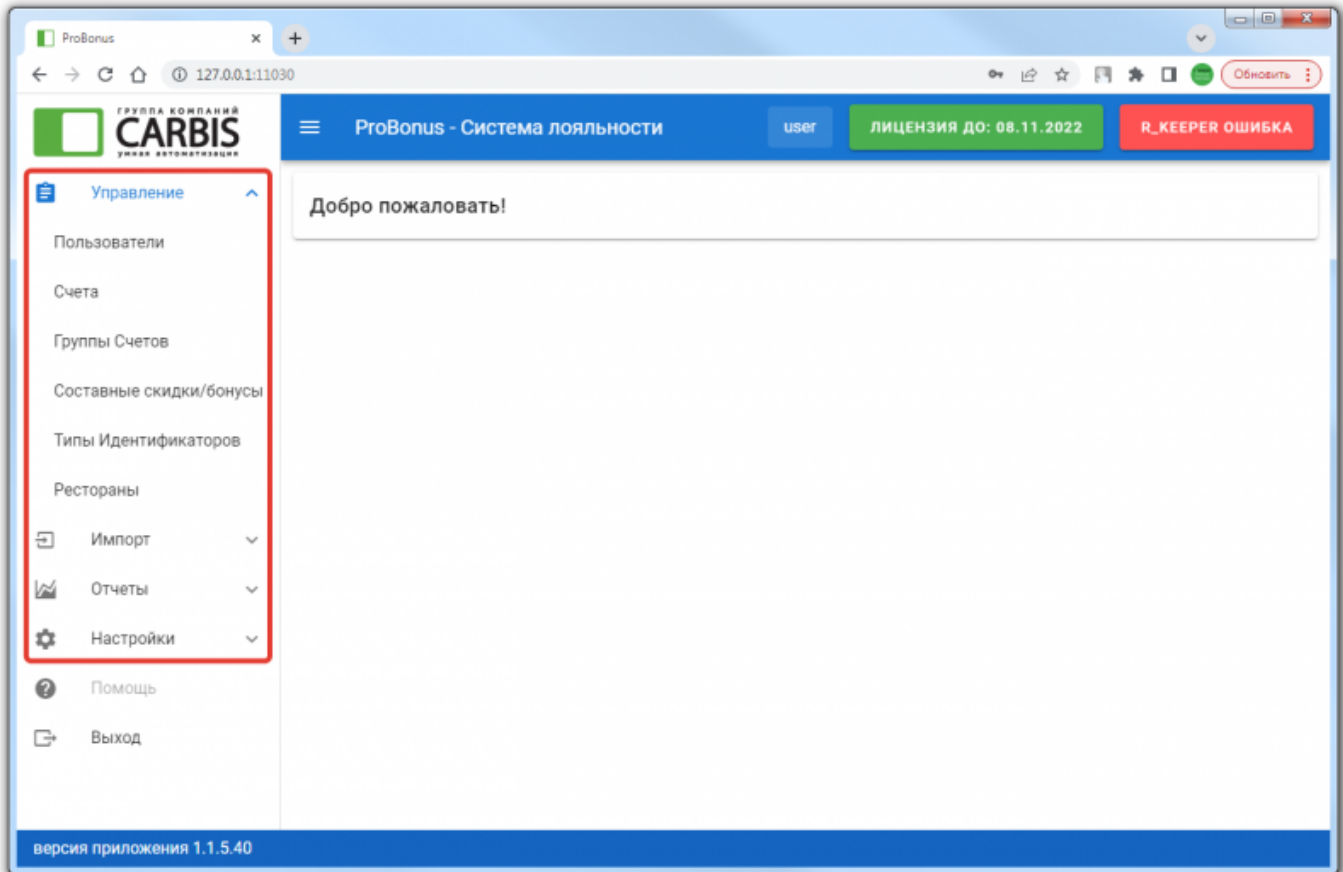 ProBonus
127.0.0.1:11030
Обновить
ГРУППА КОМПАНИЙ
CARBIS
умная автоматизация
ProBonus - Система лояльности
user
ЛИЦЕНЗИЯ ДО: 08.11.2022
R_KEEPER ОШИБКА
Управление
Добро пожаловать!
Пользователи
Счета
Группы Счетов
Составные скидки/бонусы
Типы Идентификаторов
Рестораны
Импорт
Отчеты
Настройки
Помощь
Выход
версия приложения 1.1.5.40